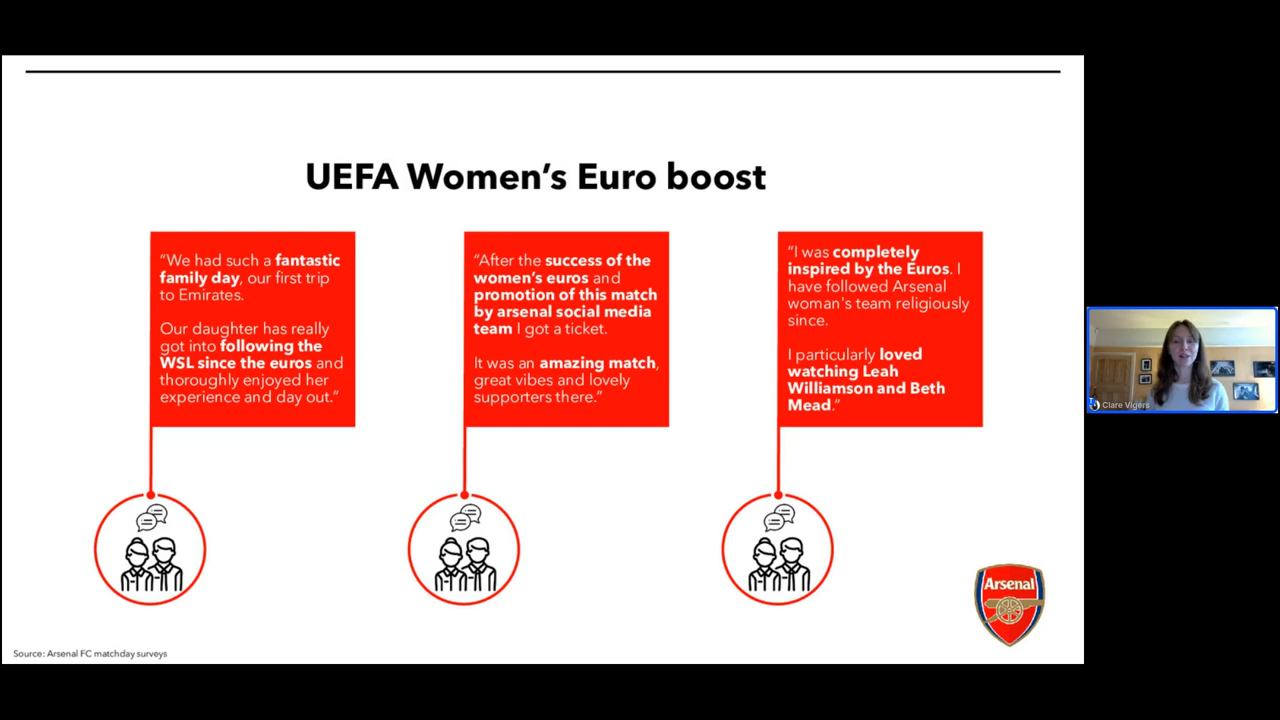 UEFA Women’s Euro boost
“We had such a fantastic
family day, our first trip
to Emirates.
Our daughter has really
got into following the
WSL since the euros and
thoroughly enjoyed her
experience and day out.”
“After the success of the
women’s euros and
promotion of this match
by arsenal social media
team I got a ticket.
It was an amazing match,
great vibes and lovely
supporters there.”
“I was completely
inspired by the Euros. I
have followed Arsenal
woman's team religiously
since.
I particularly loved
watching Leah
Williamson and Beth
Mead.”
Arsenal
Source: Arsenal FC matchday surveys
Clare Vigers